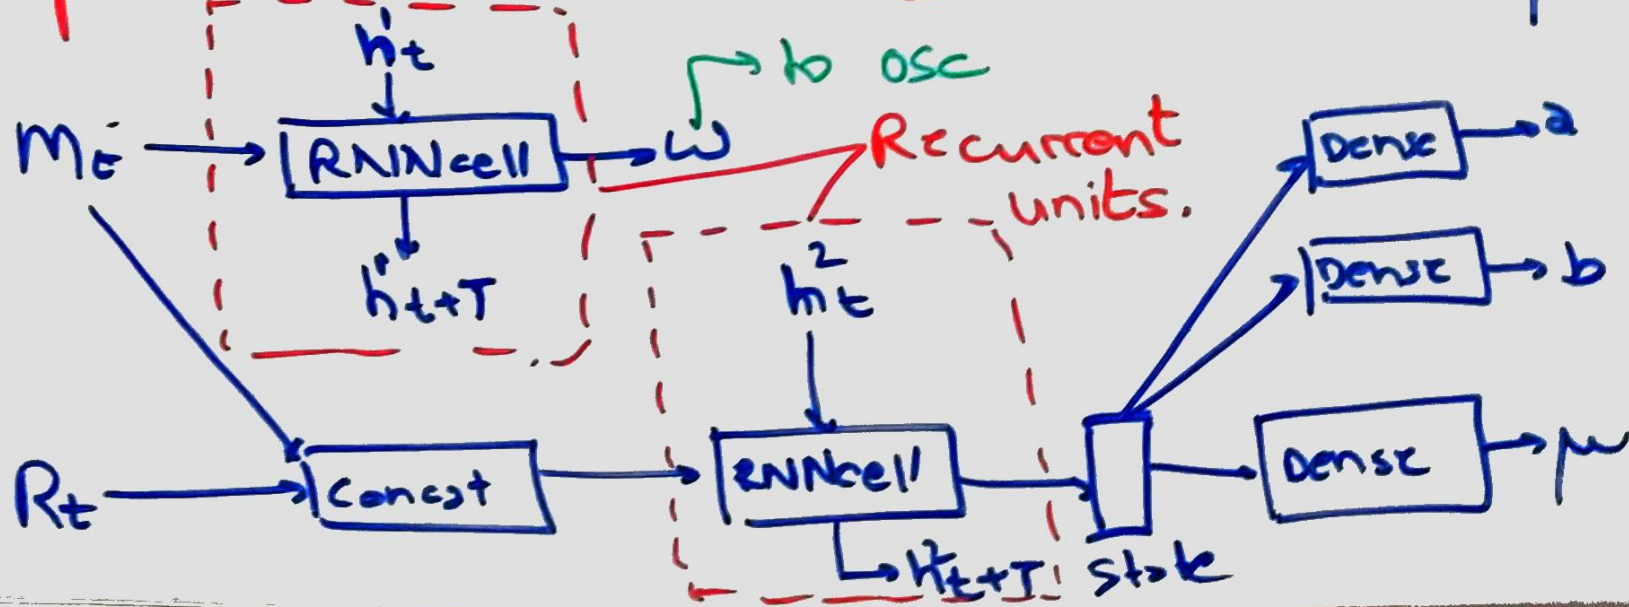 h¹t
to osc
Mt
RNNcell
ω
Recurrent
units.
Dense
a
h¹t+T
h²t
Dense
b
Rt
Concat
RNNcell
Dense
μ
h²t+T
state